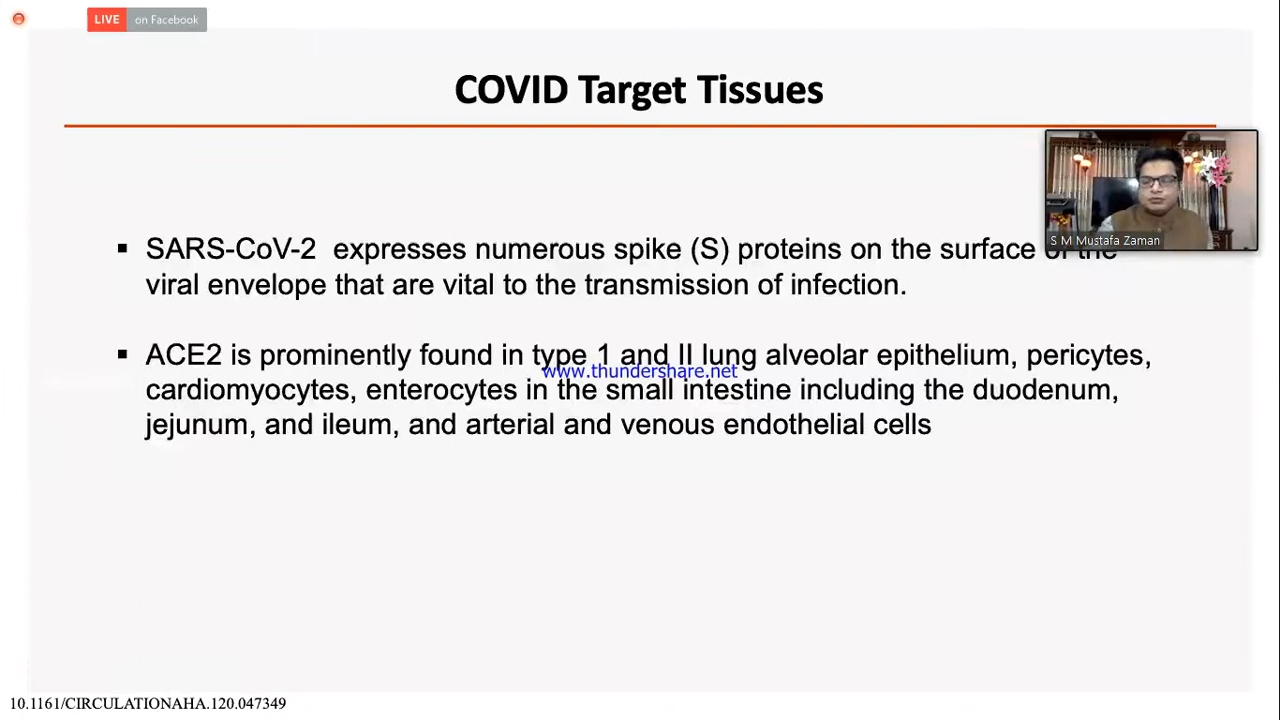 LIVE on Facebook
COVID Target Tissues
S M Mustafa Zaman
▪ SARS-CoV-2 expresses numerous spike (S) proteins on the surface of the
viral envelope that are vital to the transmission of infection.
▪ ACE2 is prominently found in type 1 and II lung alveolar epithelium, pericytes,
www.thundershare.net
cardiomyocytes, enterocytes in the small intestine including the duodenum,
jejunum, and ileum, and arterial and venous endothelial cells
10.1161/CIRCULATIONAHA.120.047349